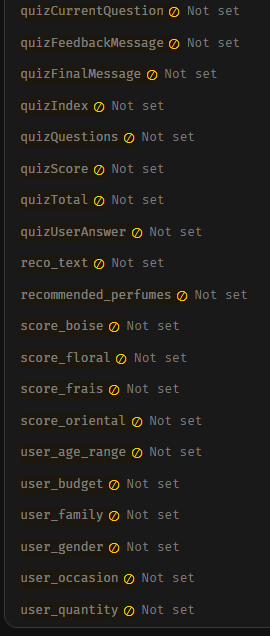 quizCurrentQuestion Not set
quizFeedbackMessage Not set
quizFinalMessage Not set
quizIndex Not set
quizQuestions Not set
quizScore Not set
quizTotal Not set
quizUserAnswer Not set
reco_text Not set
recommended_perfumes Not set
score_boise Not set
score_floral Not set
score_frais Not set
score_oriental Not set
user_age_range Not set
user_budget Not set
user_family Not set
user_gender Not set
user_occasion Not set
user_quantity Not set